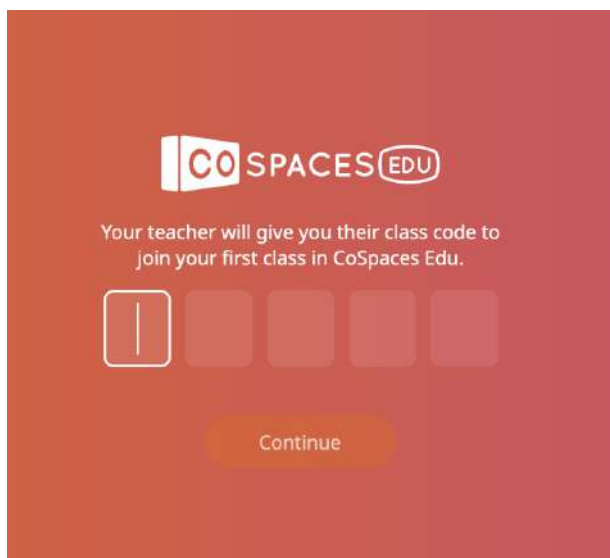 CO SPACES EDU
Your teacher will give you their class code to
join your first class in CoSpaces Edu.
Continue